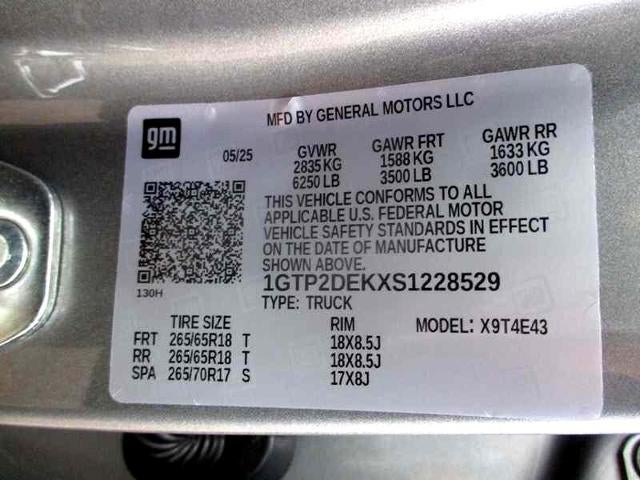 MFD BY GENERAL MOTORS LLC
gm
05/25
GVWR GAWR FRT GAWR RR
2835 KG 1588 KG 1633 KG
6250 LB 3500 LB 3600 LB
THIS VEHICLE CONFORMS TO ALL
APPLICABLE U.S. FEDERAL MOTOR
VEHICLE SAFETY STANDARDS IN EFFECT
ON THE DATE OF MANUFACTURE
SHOWN ABOVE.
130H
1GTP2DEKXS1228529
TYPE: TRUCK
TIRE SIZE RIM MODEL: X9T4E43
FRT 265/65R18 T 18X8.5J
RR 265/65R18 T 18X8.5J
SPA 265/70R17 S 17X8J